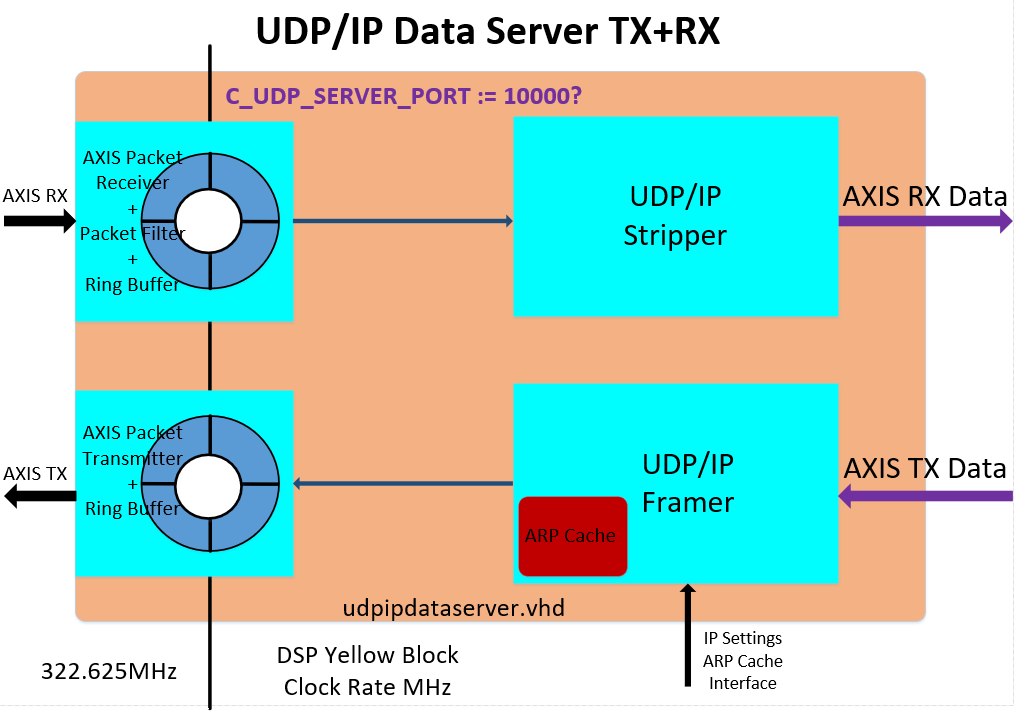 UDP/IP Data Server TX+RX
C_UDP_SERVER_PORT := 10000?
AXIS RX
AXIS Packet
Receiver
+
Packet Filter
+
Ring Buffer
UDP/IP
Stripper
AXIS RX Data
AXIS TX
AXIS Packet
Transmitter
+
Ring Buffer
UDP/IP
Framer
ARP Cache
AXIS TX Data
udpipdataserver.vhd
322.625MHz
DSP Yellow Block
Clock Rate MHz
IP Settings
ARP Cache
Interface